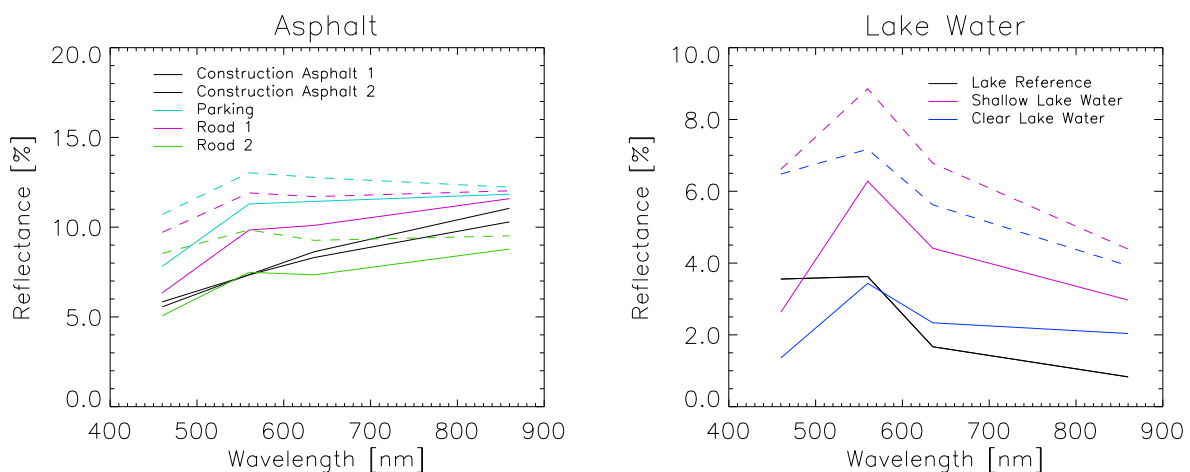 Asphalt
20.0
15.0
10.0
5.0
0.0
Reflectance [%]
Construction Asphalt 1
Construction Asphalt 2
Parking
Road 1
Road 2
400 500 600 700 800 900
Wavelength [nm]
Lake Water
10.0
8.0
6.0
4.0
2.0
0.0
Reflectance [%]
Lake Reference
Shallow Lake Water
Clear Lake Water
400 500 600 700 800 900
Wavelength [nm]